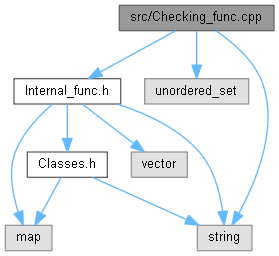 src/Checking_func.cpp
Internal_func.h
unordered_set
Classes.h
vector
map
string